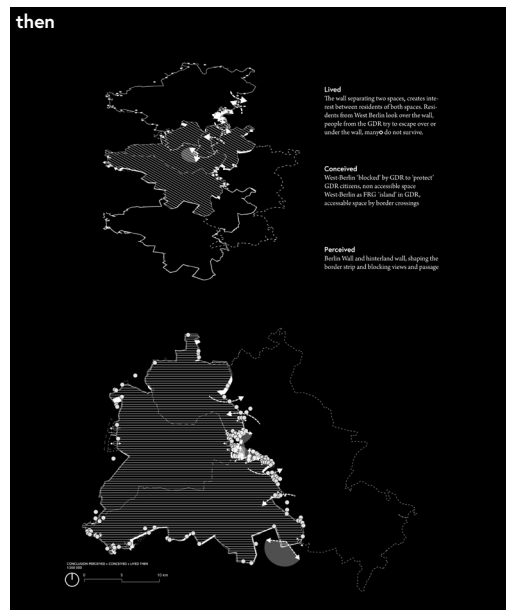 then
Lived
The wall separating two spaces, creates inte-
rest between residents of both spaces. Resi-
dents from West Berlin look over the wall,
people from the GDR try to escape over or
under the wall, many do not survive.
Conceived
West-Berlin 'blocked' by GDR to 'protect'
GDR citizens, non accessible space
West-Berlin as FRG 'island' in GDR,
accessable space by border crossings
Perceived
Berlin Wall and hinterland wall, shaping the
border strip and blocking views and passage
CONCLUSION PERCEIVED + CONCEIVED + LIVED THEN
1:200 000
0 5 10 km